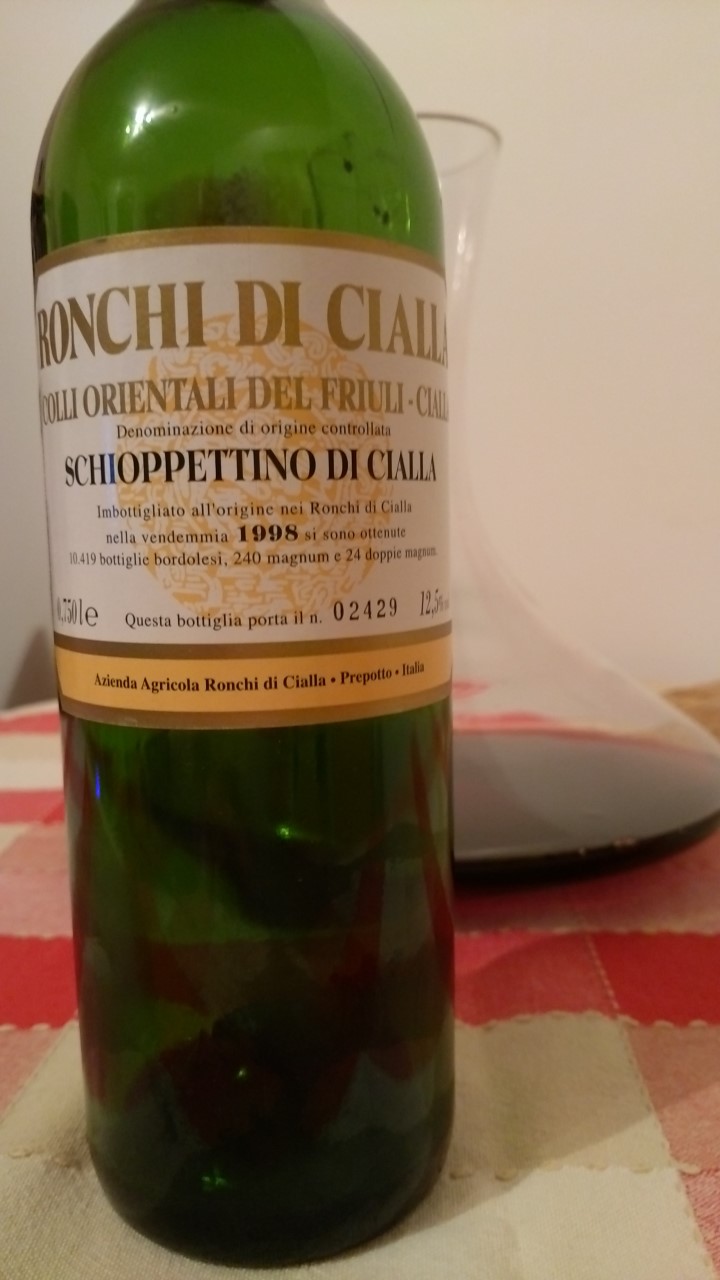 RONCHI DI CIALLA
COLLI ORIENTALI DEL FRIULI - CIALLA
Denominazione di origine controllata
SCHIOPPETTINO DI CIALLA
Imbottigliato all'origine nei Ronchi di Cialla
nella vendemmia 1998 si sono ottenute
10.419 bottiglie bordolesi, 240 magnum e 24 doppie magnum.
0,750 l e Questa bottiglia porta il n. 02429 12,5%
Azienda Agricola Ronchi di Cialla • Prepotto • Italia